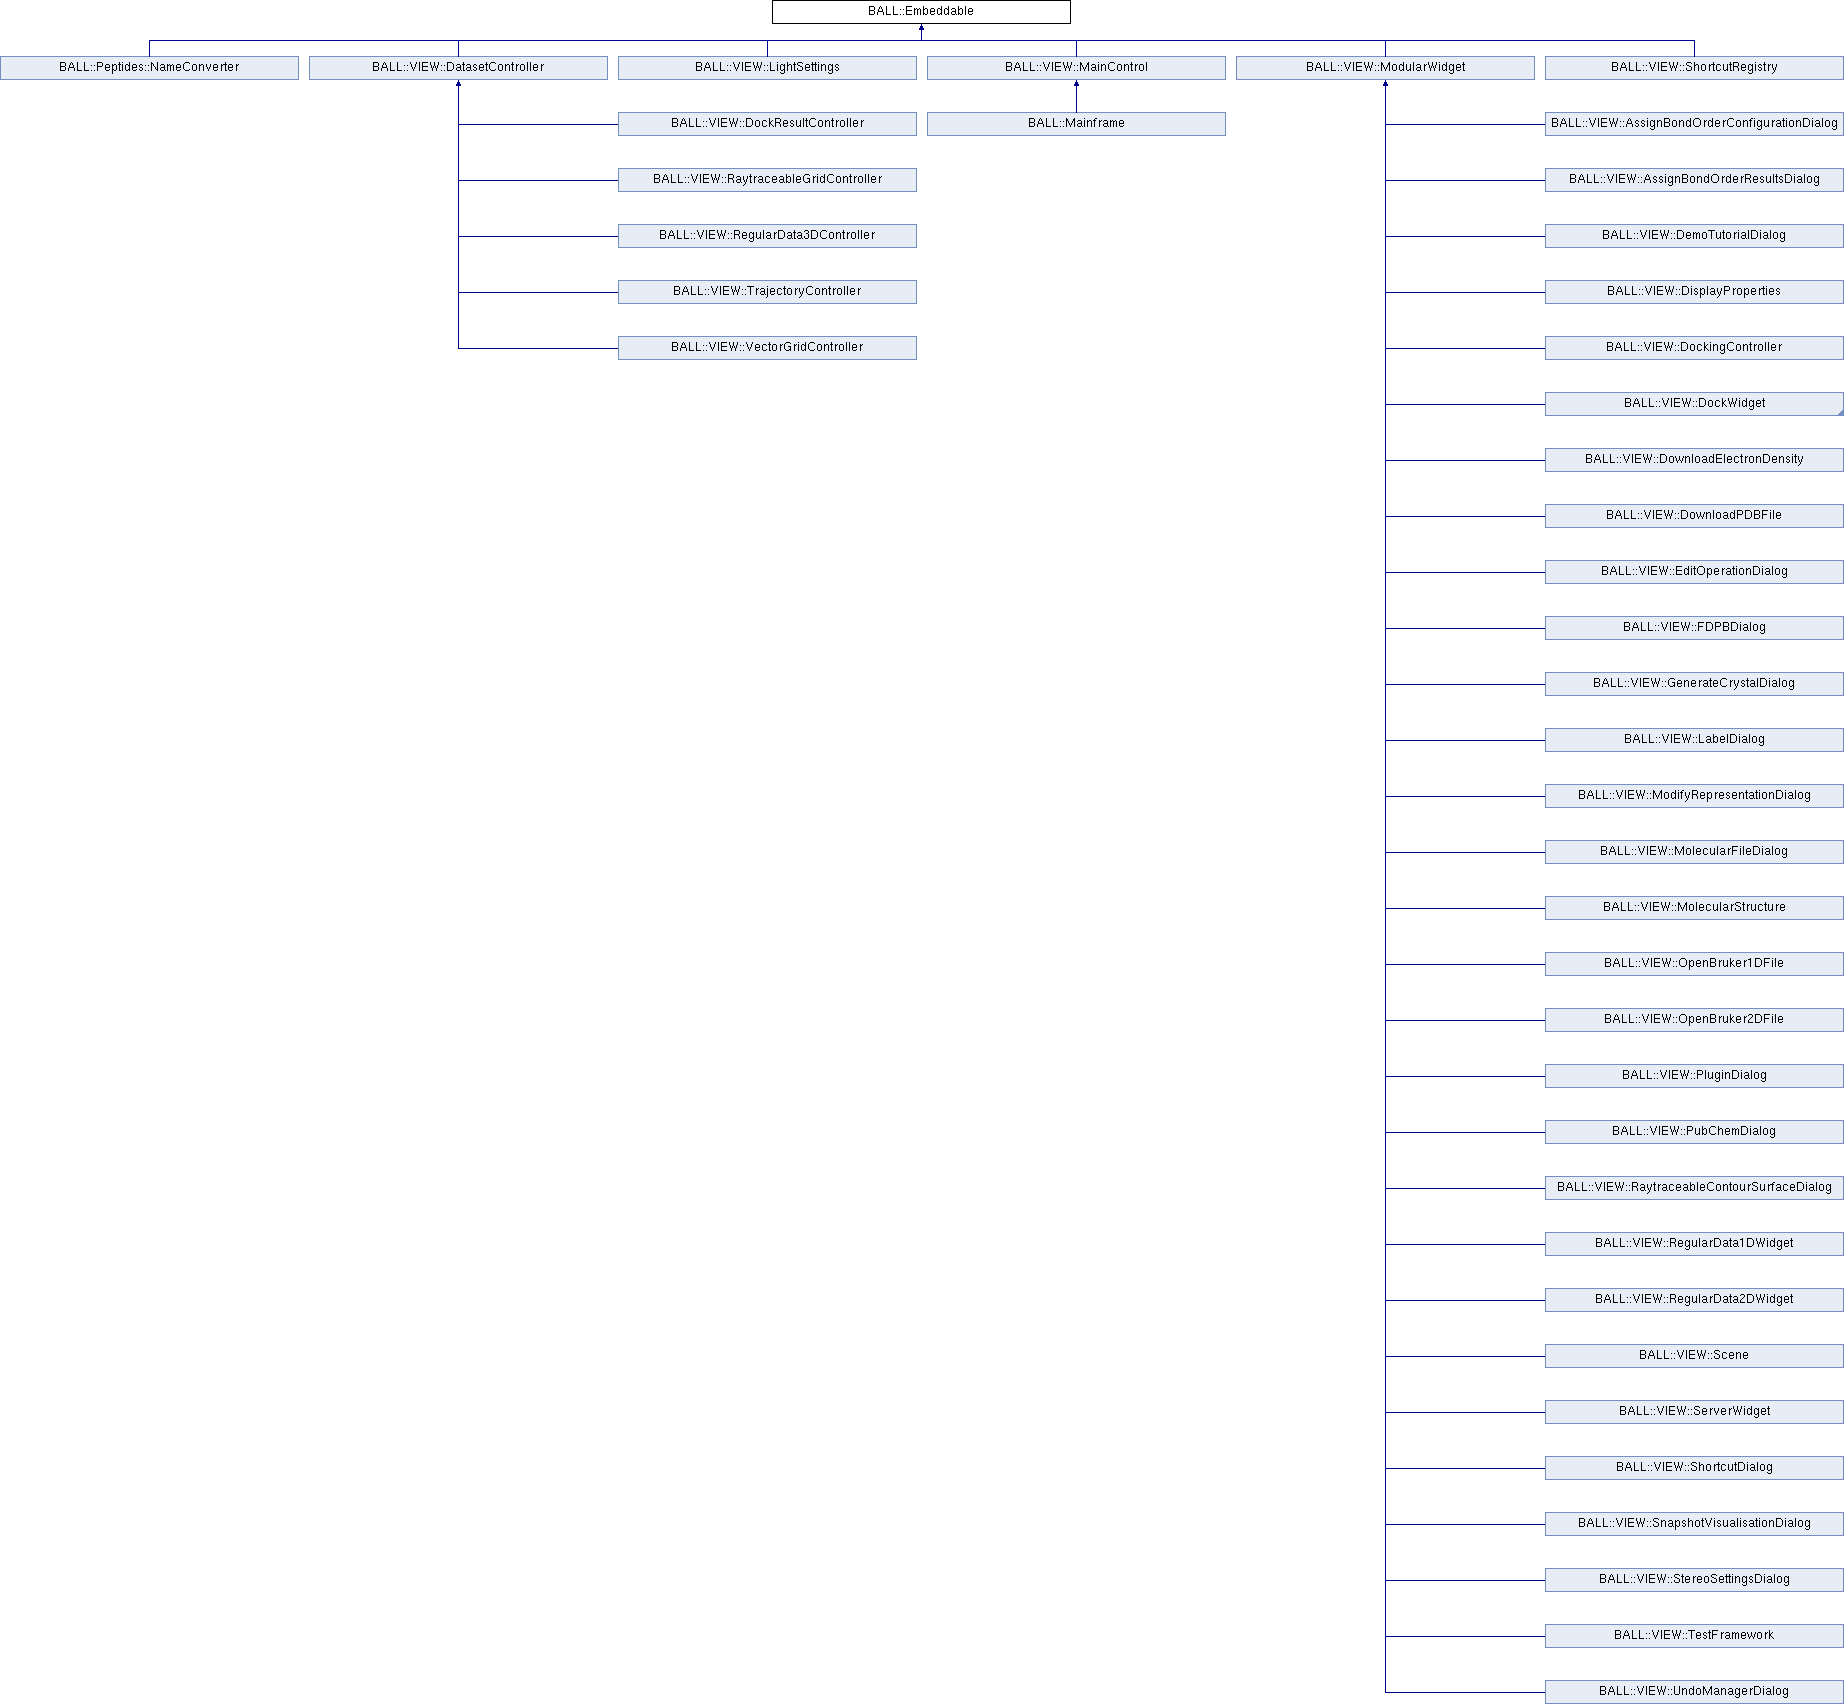 BALL::Embeddable
BALL::Peptides::NameConverter
BALL::VIEW::DatasetController
BALL::VIEW::LightSettings
BALL::VIEW::MainControl
BALL::VIEW::ModularWidget
BALL::VIEW::ShortcutRegistry
BALL::VIEW::DockResultController
BALL::Mainframe
BALL::VIEW::AssignBondOrderConfigurationDialog
BALL::VIEW::RaytraceableGridController
BALL::VIEW::AssignBondOrderResultsDialog
BALL::VIEW::RegularData3DController
BALL::VIEW::DemoTutorialDialog
BALL::VIEW::TrajectoryController
BALL::VIEW::DisplayProperties
BALL::VIEW::VectorGridController
BALL::VIEW::DockingController
BALL::VIEW::DockWidget
BALL::VIEW::DownloadElectronDensity
BALL::VIEW::DownloadPDBFile
BALL::VIEW::EditOperationDialog
BALL::VIEW::FDPBDialog
BALL::VIEW::GenerateCrystalDialog
BALL::VIEW::LabelDialog
BALL::VIEW::ModifyRepresentationDialog
BALL::VIEW::MolecularFileDialog
BALL::VIEW::MolecularStructure
BALL::VIEW::OpenBruker1DFile
BALL::VIEW::OpenBruker2DFile
BALL::VIEW::PluginDialog
BALL::VIEW::PubChemDialog
BALL::VIEW::RaytraceableContourSurfaceDialog
BALL::VIEW::RegularData1DWidget
BALL::VIEW::RegularData2DWidget
BALL::VIEW::Scene
BALL::VIEW::ServerWidget
BALL::VIEW::ShortcutDialog
BALL::VIEW::SnapshotVisualisationDialog
BALL::VIEW::StereoSettingsDialog
BALL::VIEW::TestFramework
BALL::VIEW::UndoManagerDialog